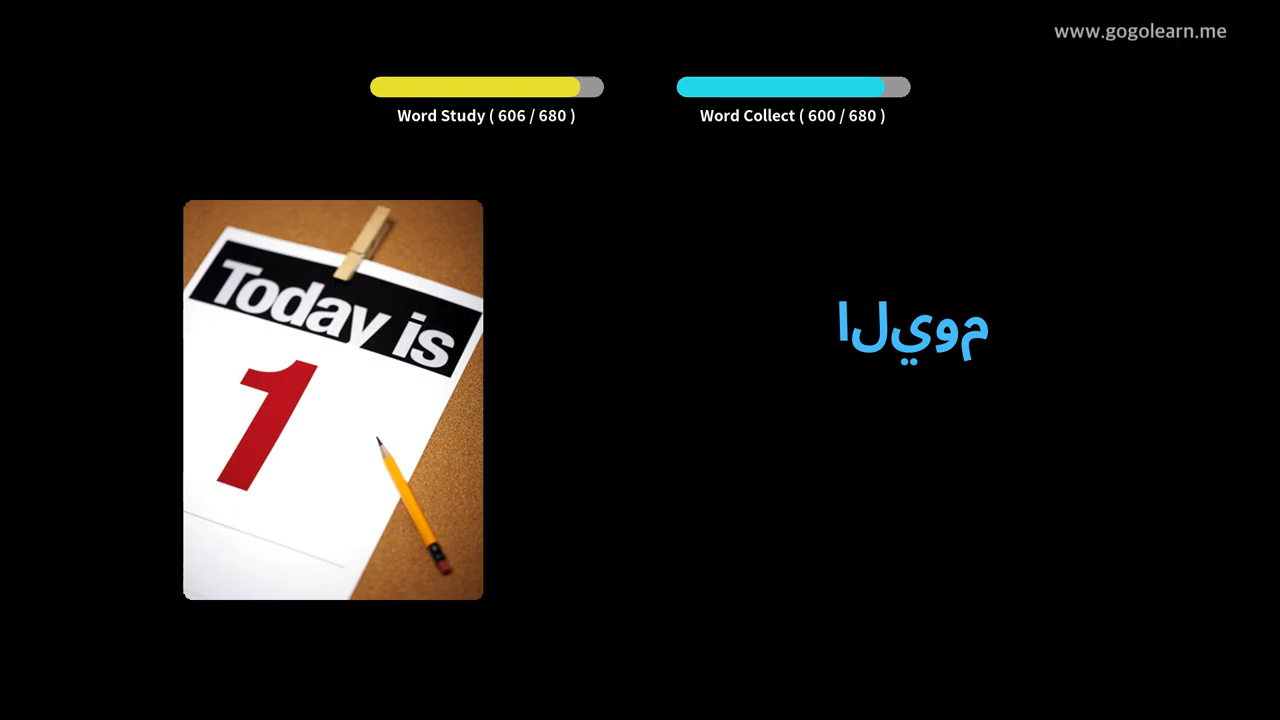 www.gogolearn.me
Word Study ( 606 / 680 )
Word Collect ( 600 / 680 )
Today is
1
اليوم